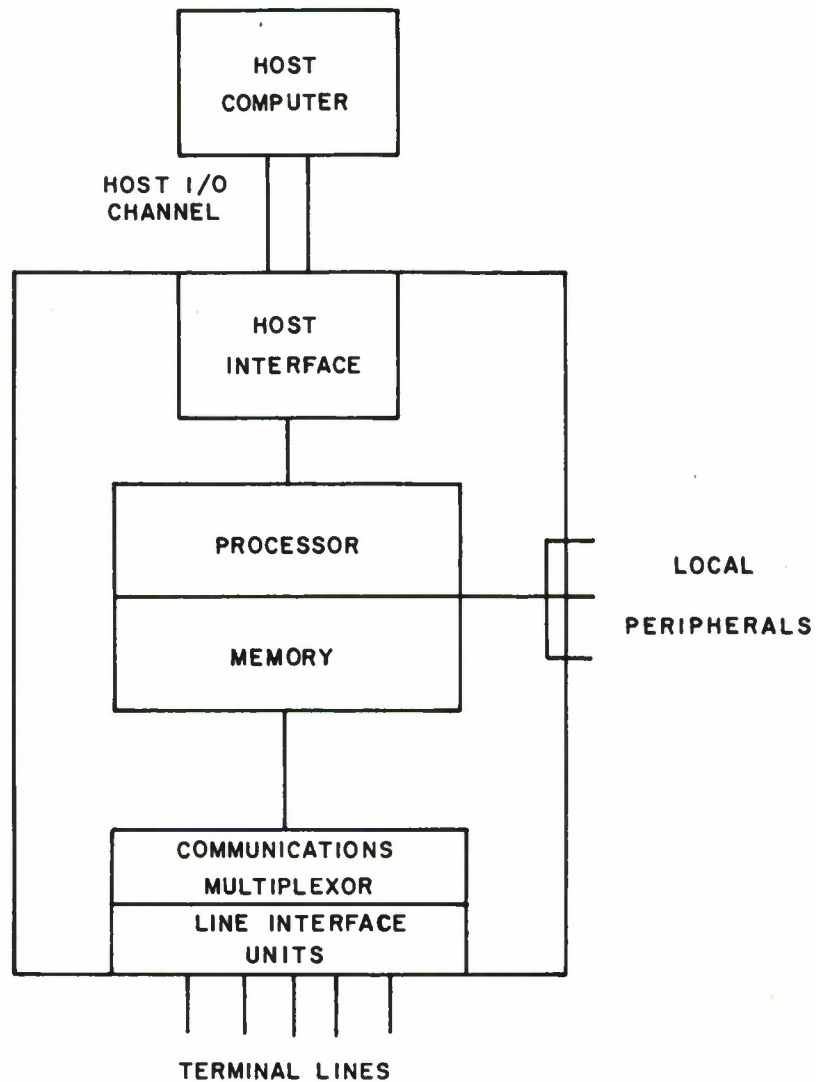 HOST
COMPUTER
HOST I/O
CHANNEL
HOST
INTERFACE
PROCESSOR
LOCAL
PERIPHERALS
MEMORY
COMMUNICATIONS
MULTIPLEXOR
LINE INTERFACE
UNITS
TERMINAL LINES